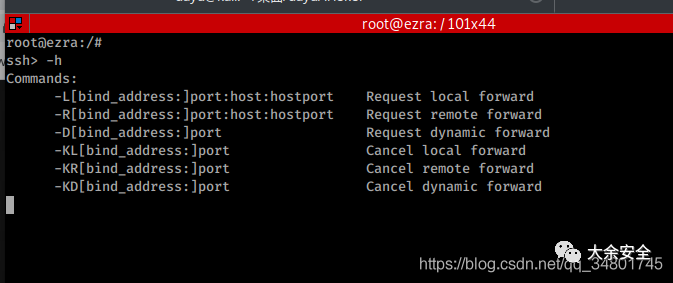 root@ezra: / 101x44
root@ezra:/#
ssh> -h
Commands:
-L[bind_address:]port:host:hostport Request local forward
-R[bind_address:]port:host:hostport Request remote forward
-D[bind_address:]port Request dynamic forward
-KL[bind_address:]port Cancel local forward
-KR[bind_address:]port Cancel remote forward
-KD[bind_address:]port Cancel dynamic forward
大余安全
https://blog.csdn.net/qq_34801745